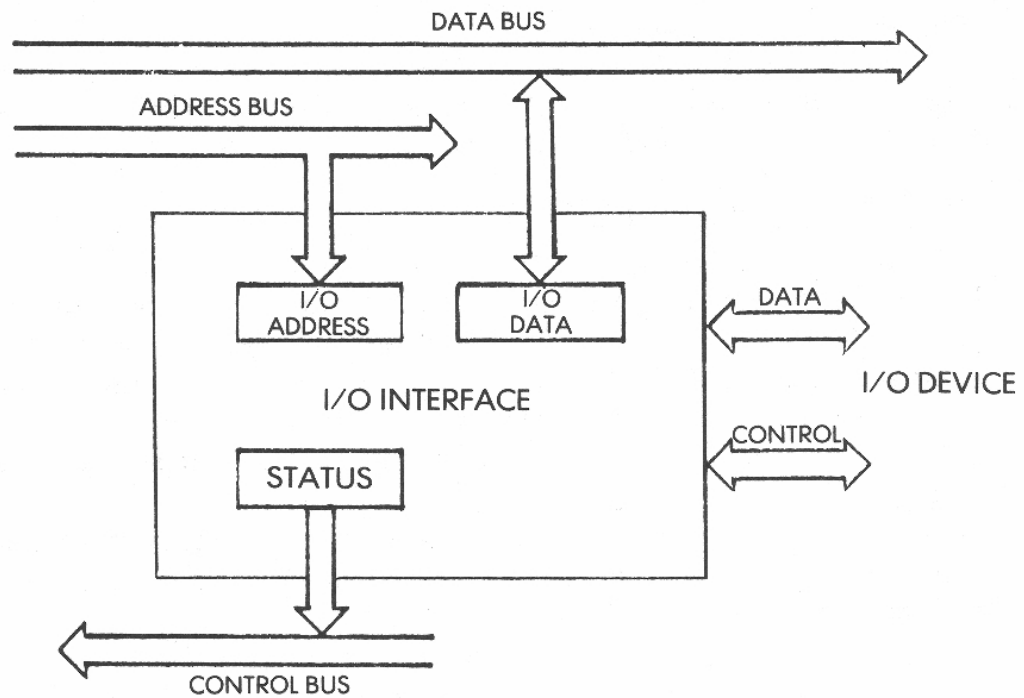 DATA BUS
ADDRESS BUS
I/O
ADDRESS
I/O
DATA
DATA
I/O DEVICE
I/O INTERFACE
CONTROL
STATUS
CONTROL BUS